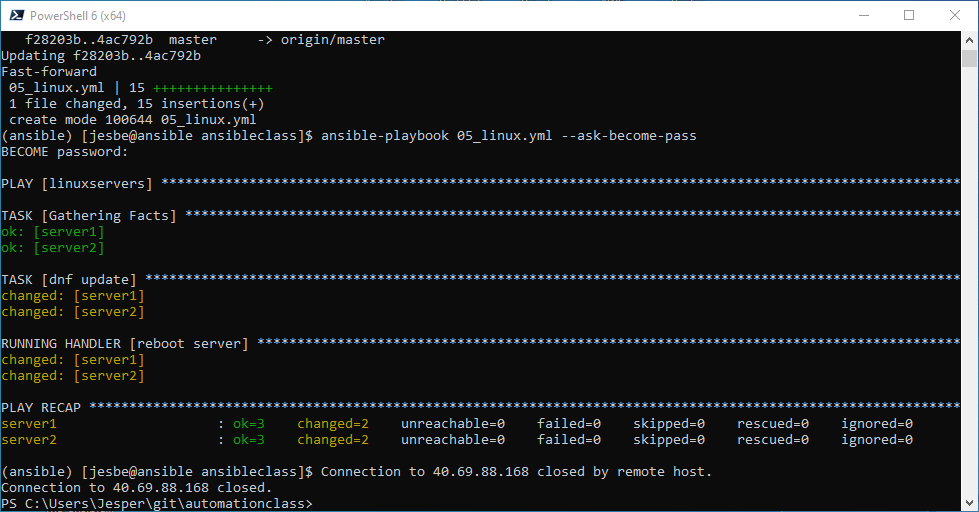 PowerShell 6 (x64)
   f28203b..4ac792b  master     -> origin/master
Updating f28203b..4ac792b
Fast-forward
 05_linux.yml | 15 +++++++++++++++
 1 file changed, 15 insertions(+)
 create mode 100644 05_linux.yml
(ansible) [jesbe@ansible ansibleclass]$ ansible-playbook 05_linux.yml --ask-become-pass
BECOME password:
PLAY [linuxservers] ****************************************************************************************************
TASK [Gathering Facts] *************************************************************************************************
ok: [server1]
ok: [server2]
TASK [dnf update] ******************************************************************************************************
changed: [server1]
changed: [server2]
RUNNING HANDLER [reboot server] ****************************************************************************************
changed: [server1]
changed: [server2]
PLAY RECAP *************************************************************************************************************
server1                    : ok=3    changed=2    unreachable=0    failed=0    skipped=0    rescued=0    ignored=0
server2                    : ok=3    changed=2    unreachable=0    failed=0    skipped=0    rescued=0    ignored=0
(ansible) [jesbe@ansible ansibleclass]$ Connection to 40.69.88.168 closed by remote host.
Connection to 40.69.88.168 closed.
PS C:\Users\Jesper\git\automationclass>